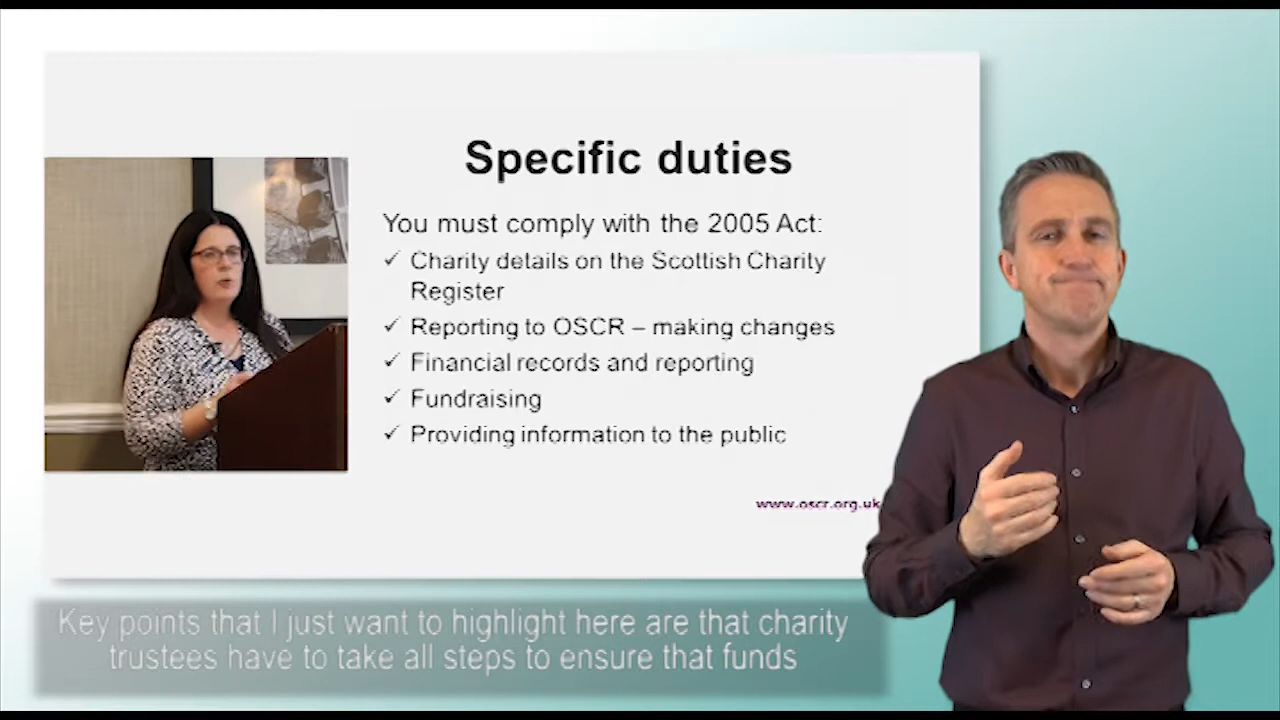 Specific duties
You must comply with the 2005 Act:
✓ Charity details on the Scottish Charity
Register
✓ Reporting to OSCR – making changes
✓ Financial records and reporting
✓ Fundraising
✓ Providing information to the public
www.oscr.org.uk
Key points that I just want to highlight here are that charity
trustees have to take all steps to ensure that funds